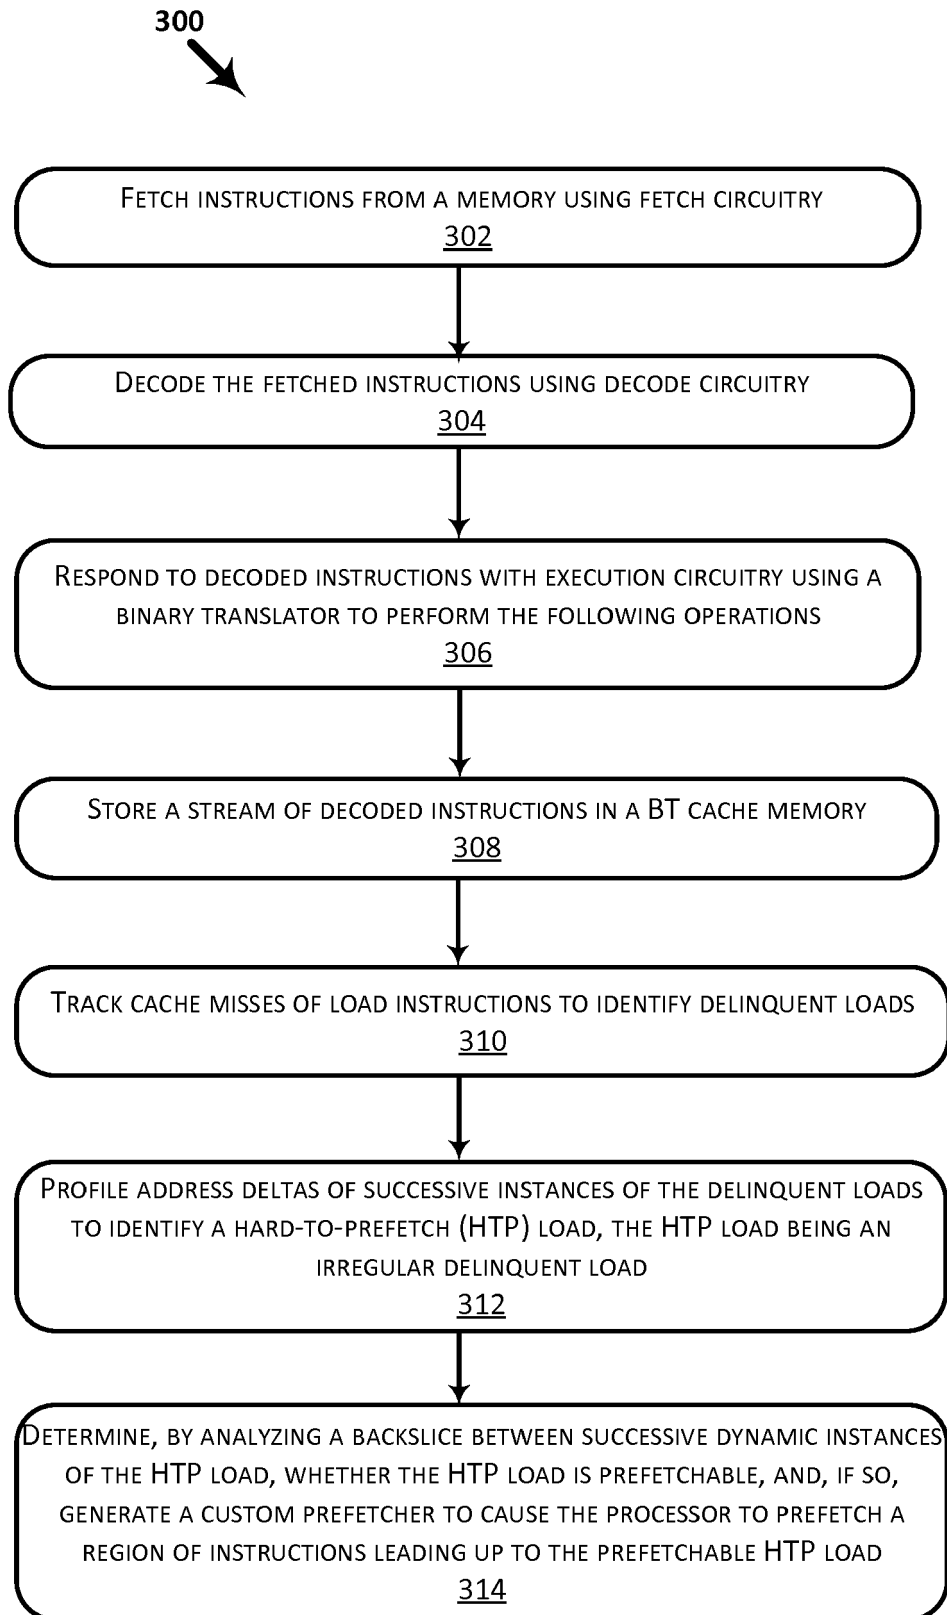 300
FETCH INSTRUCTIONS FROM A MEMORY USING FETCH CIRCUITRY
302
DECODE THE FETCHED INSTRUCTIONS USING DECODE CIRCUITRY
304
RESPOND TO DECODED INSTRUCTIONS WITH EXECUTION CIRCUITRY USING A
BINARY TRANSLATOR TO PERFORM THE FOLLOWING OPERATIONS
306
STORE A STREAM OF DECODED INSTRUCTIONS IN A BT CACHE MEMORY
308
TRACK CACHE MISSES OF LOAD INSTRUCTIONS TO IDENTIFY DELINQUENT LOADS
310
PROFILE ADDRESS DELTAS OF SUCCESSIVE INSTANCES OF THE DELINQUENT LOADS
TO IDENTIFY A HARD-TO-PREFETCH (HTP) LOAD, THE HTP LOAD BEING AN
IRREGULAR DELINQUENT LOAD
312
DETERMINE, BY ANALYZING A BACKSLICE BETWEEN SUCCESSIVE DYNAMIC INSTANCES
OF THE HTP LOAD, WHETHER THE HTP LOAD IS PREFETCHABLE, AND, IF SO,
GENERATE A CUSTOM PREFETCHER TO CAUSE THE PROCESSOR TO PREFETCH A
REGION OF INSTRUCTIONS LEADING UP TO THE PREFETCHABLE HTP LOAD
314